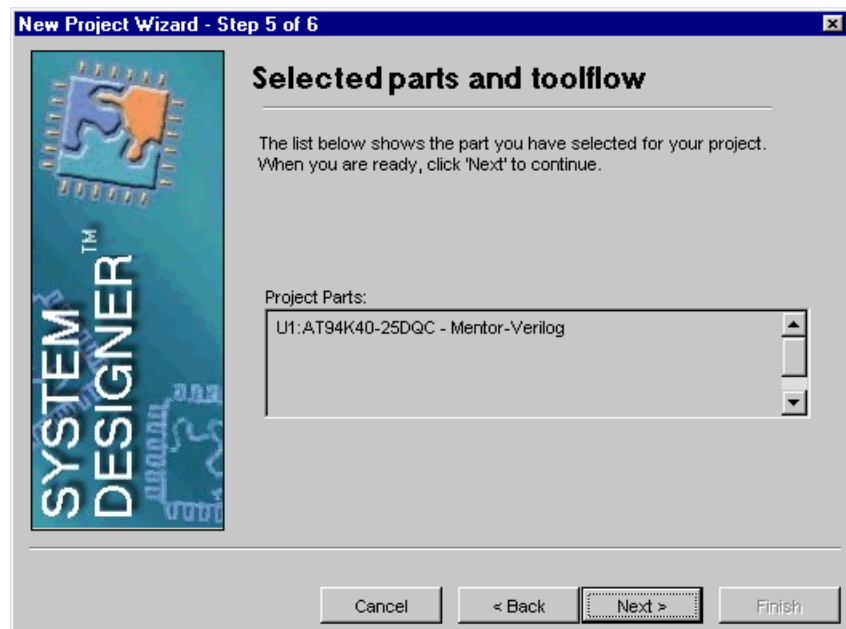 New Project Wizard - Step 5 of 6
SYSTEM
DESIGNER™
Selected parts and toolflow
The list below shows the part you have selected for your project.
When you are ready, click 'Next' to continue.
Project Parts:
U1:AT94K40-25DQC - Mentor-Verilog
Cancel
< Back
Next >
Finish